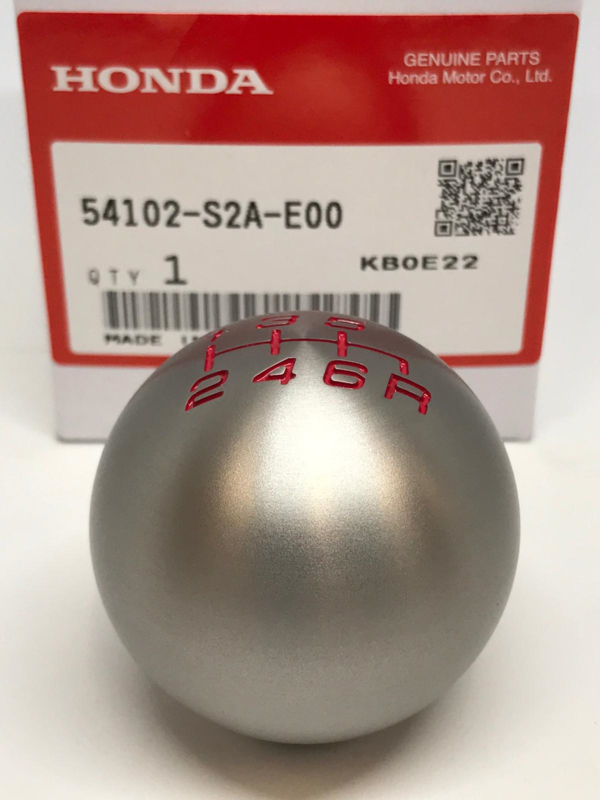 HONDA
GENUINE PARTS
Honda Motor Co., Ltd.
54102-S2A-E00
QTY 1
KB0E22
MADE
3 5
2 4 6 R